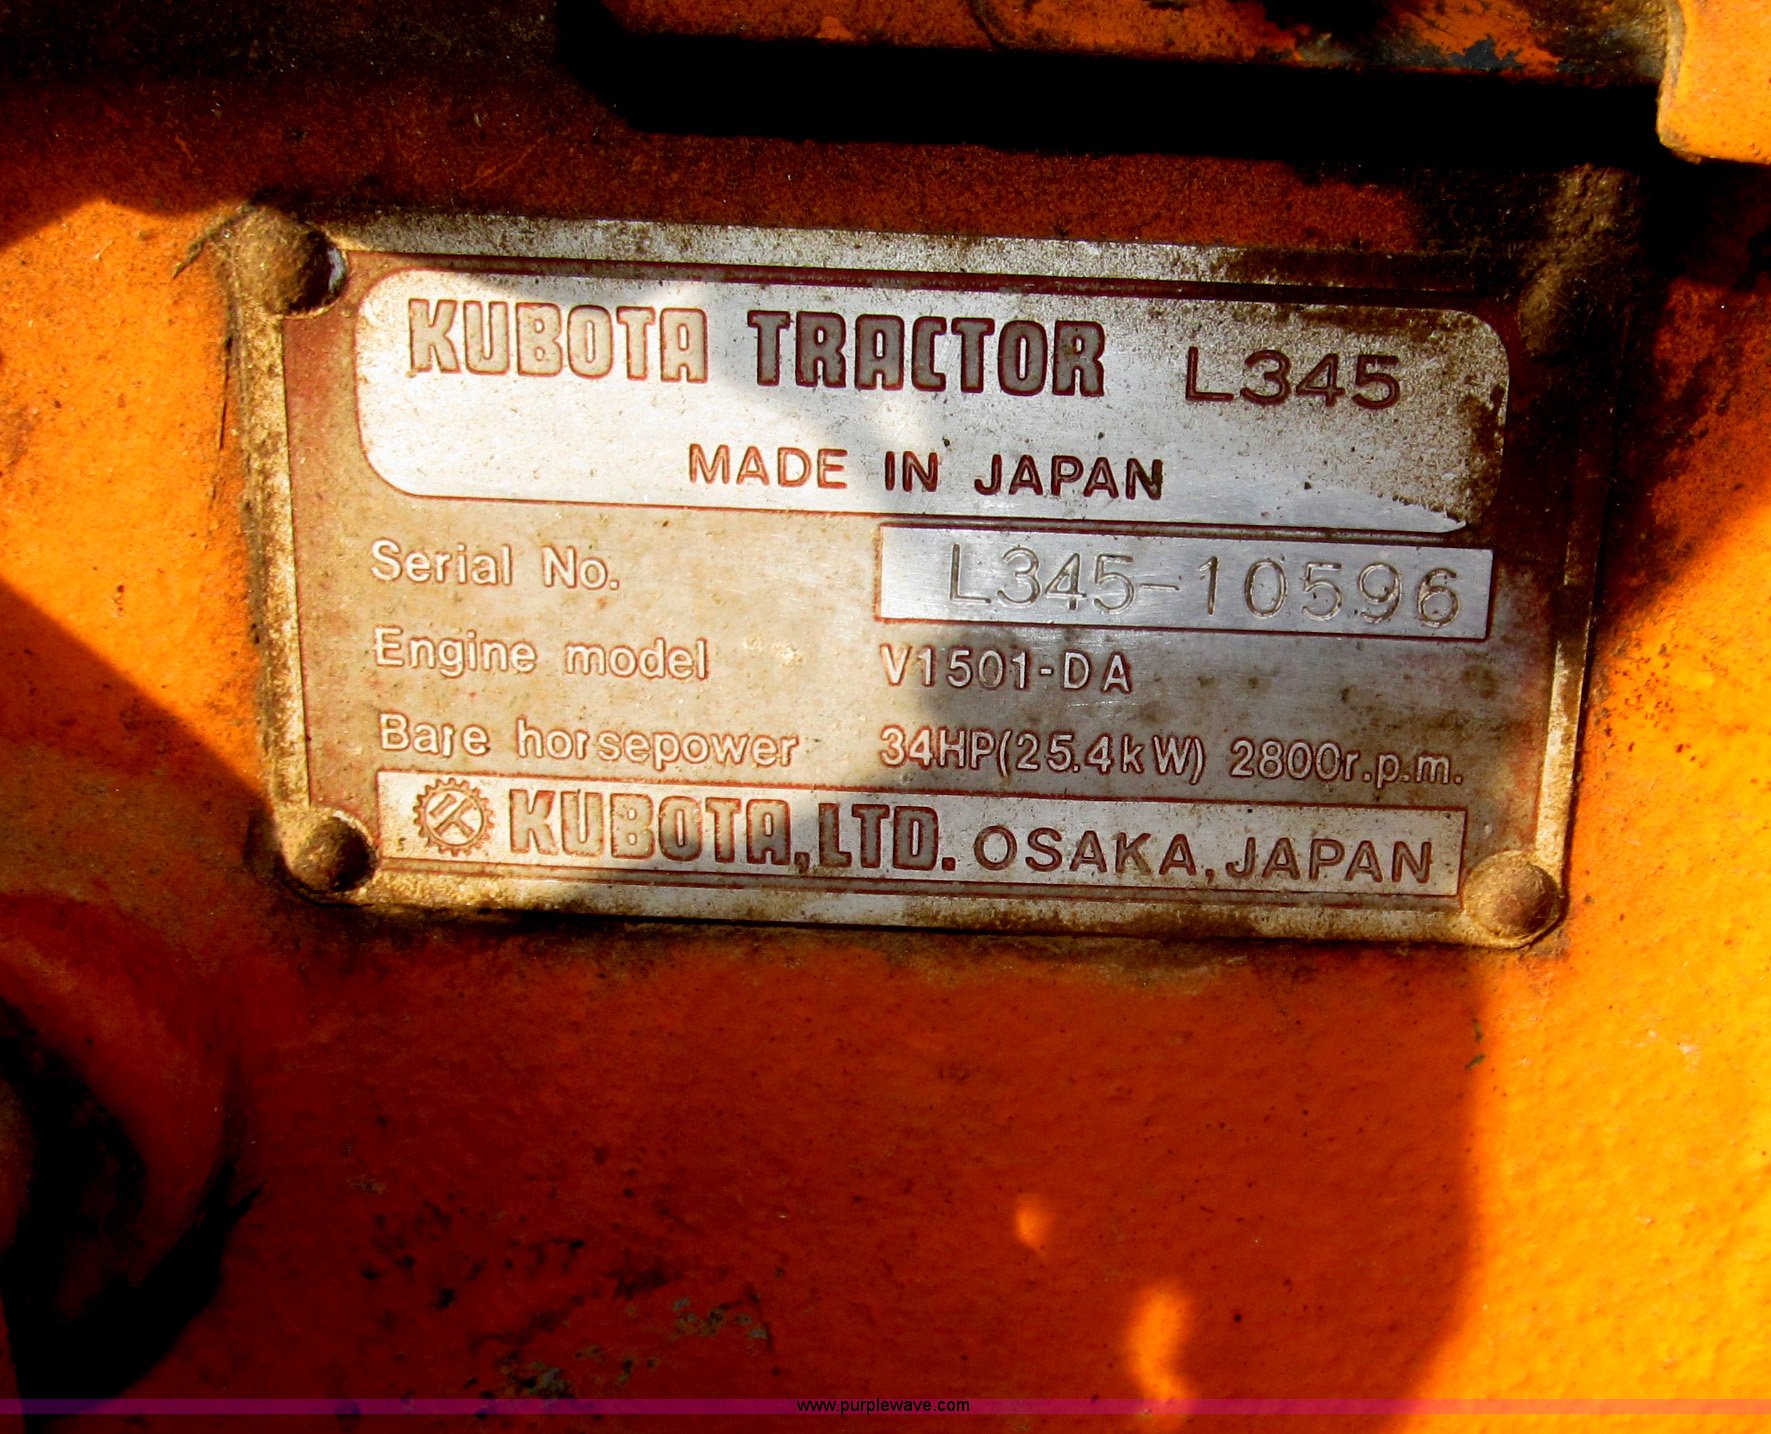 KUBOTA TRACTOR L345
MADE IN JAPAN
Serial No. L345-10596
Engine model V1501-DA
Bare horsepower 34HP(25.4kW) 2800r.p.m.
KUBOTA,LTD. OSAKA, JAPAN
www.purplewave.com